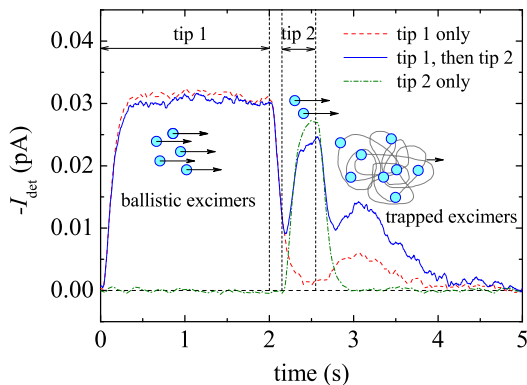 0.04
0.03
0.02
0.01
0.00
-I_det (pA)
tip 1
tip 2
tip 1 only
tip 1, then tip 2
tip 2 only
ballistic excimers
trapped excimers
0 1 2 3 4 5
time (s)